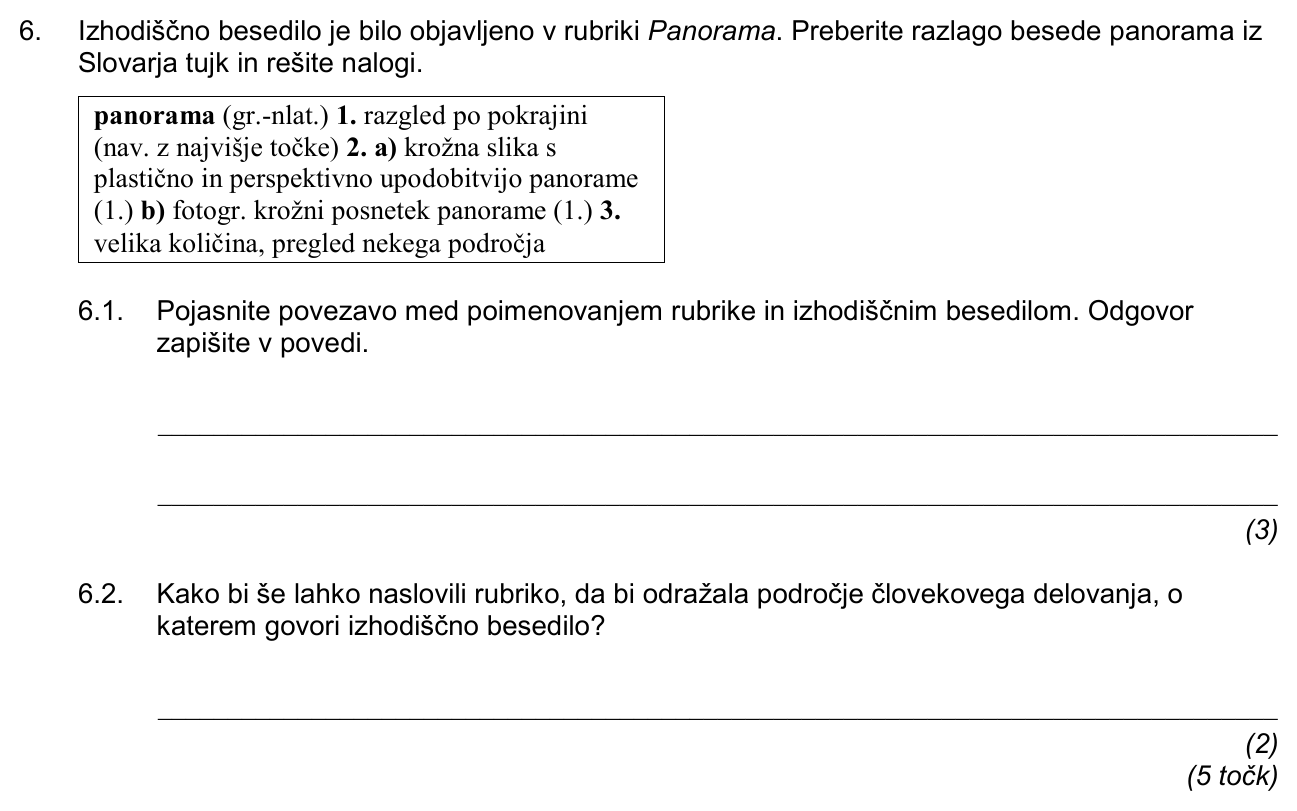 6. Izhodiščno besedilo je bilo objavljeno v rubriki Panorama. Preberite razlago besede panorama iz
Slovarja tujk in rešite nalogi.
panorama (gr.-nlat.) 1. razgled po pokrajini
(nav. z najvišje točke) 2. a) krožna slika s
plastično in perspektivno upodobitvijo panorame
(1.) b) fotogr. krožni posnetek panorame (1.) 3.
velika količina, pregled nekega področja
6.1. Pojasnite povezavo med poimenovanjem rubrike in izhodiščnim besedilom. Odgovor
zapišite v povedi.
(3)
6.2. Kako bi še lahko naslovili rubriko, da bi odražala področje človekovega delovanja, o
katerem govori izhodiščno besedilo?
(2)
(5 točk)